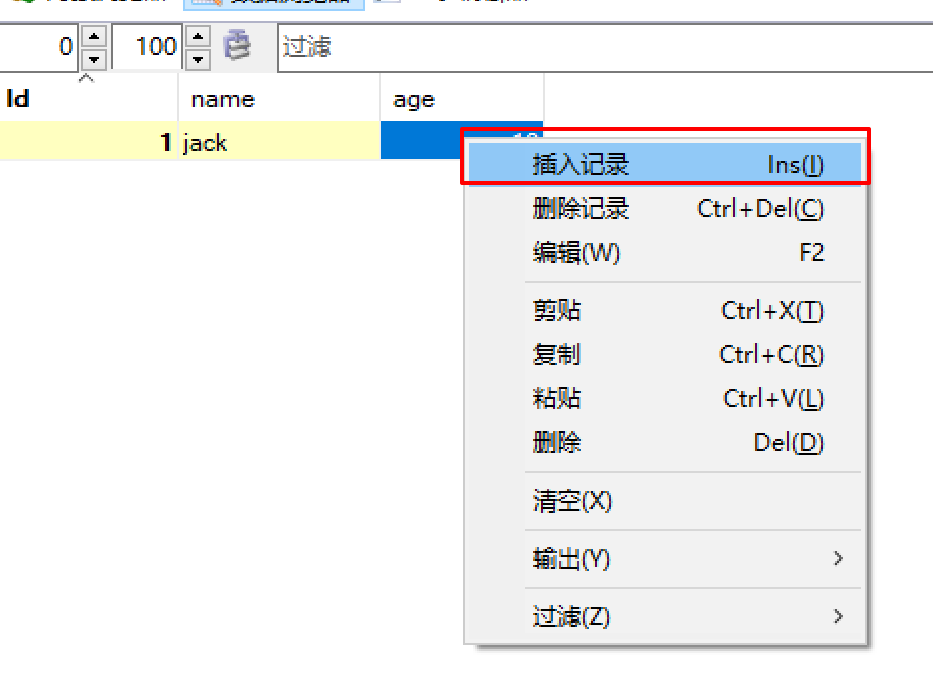 0 100 过滤
Id name age
1 jack
插入记录 Ins(I)
删除记录 Ctrl+Del(C)
编辑(W) F2
剪贴 Ctrl+X(T)
复制 Ctrl+C(R)
粘贴 Ctrl+V(L)
删除 Del(D)
清空(X)
输出(Y)
过滤(Z)